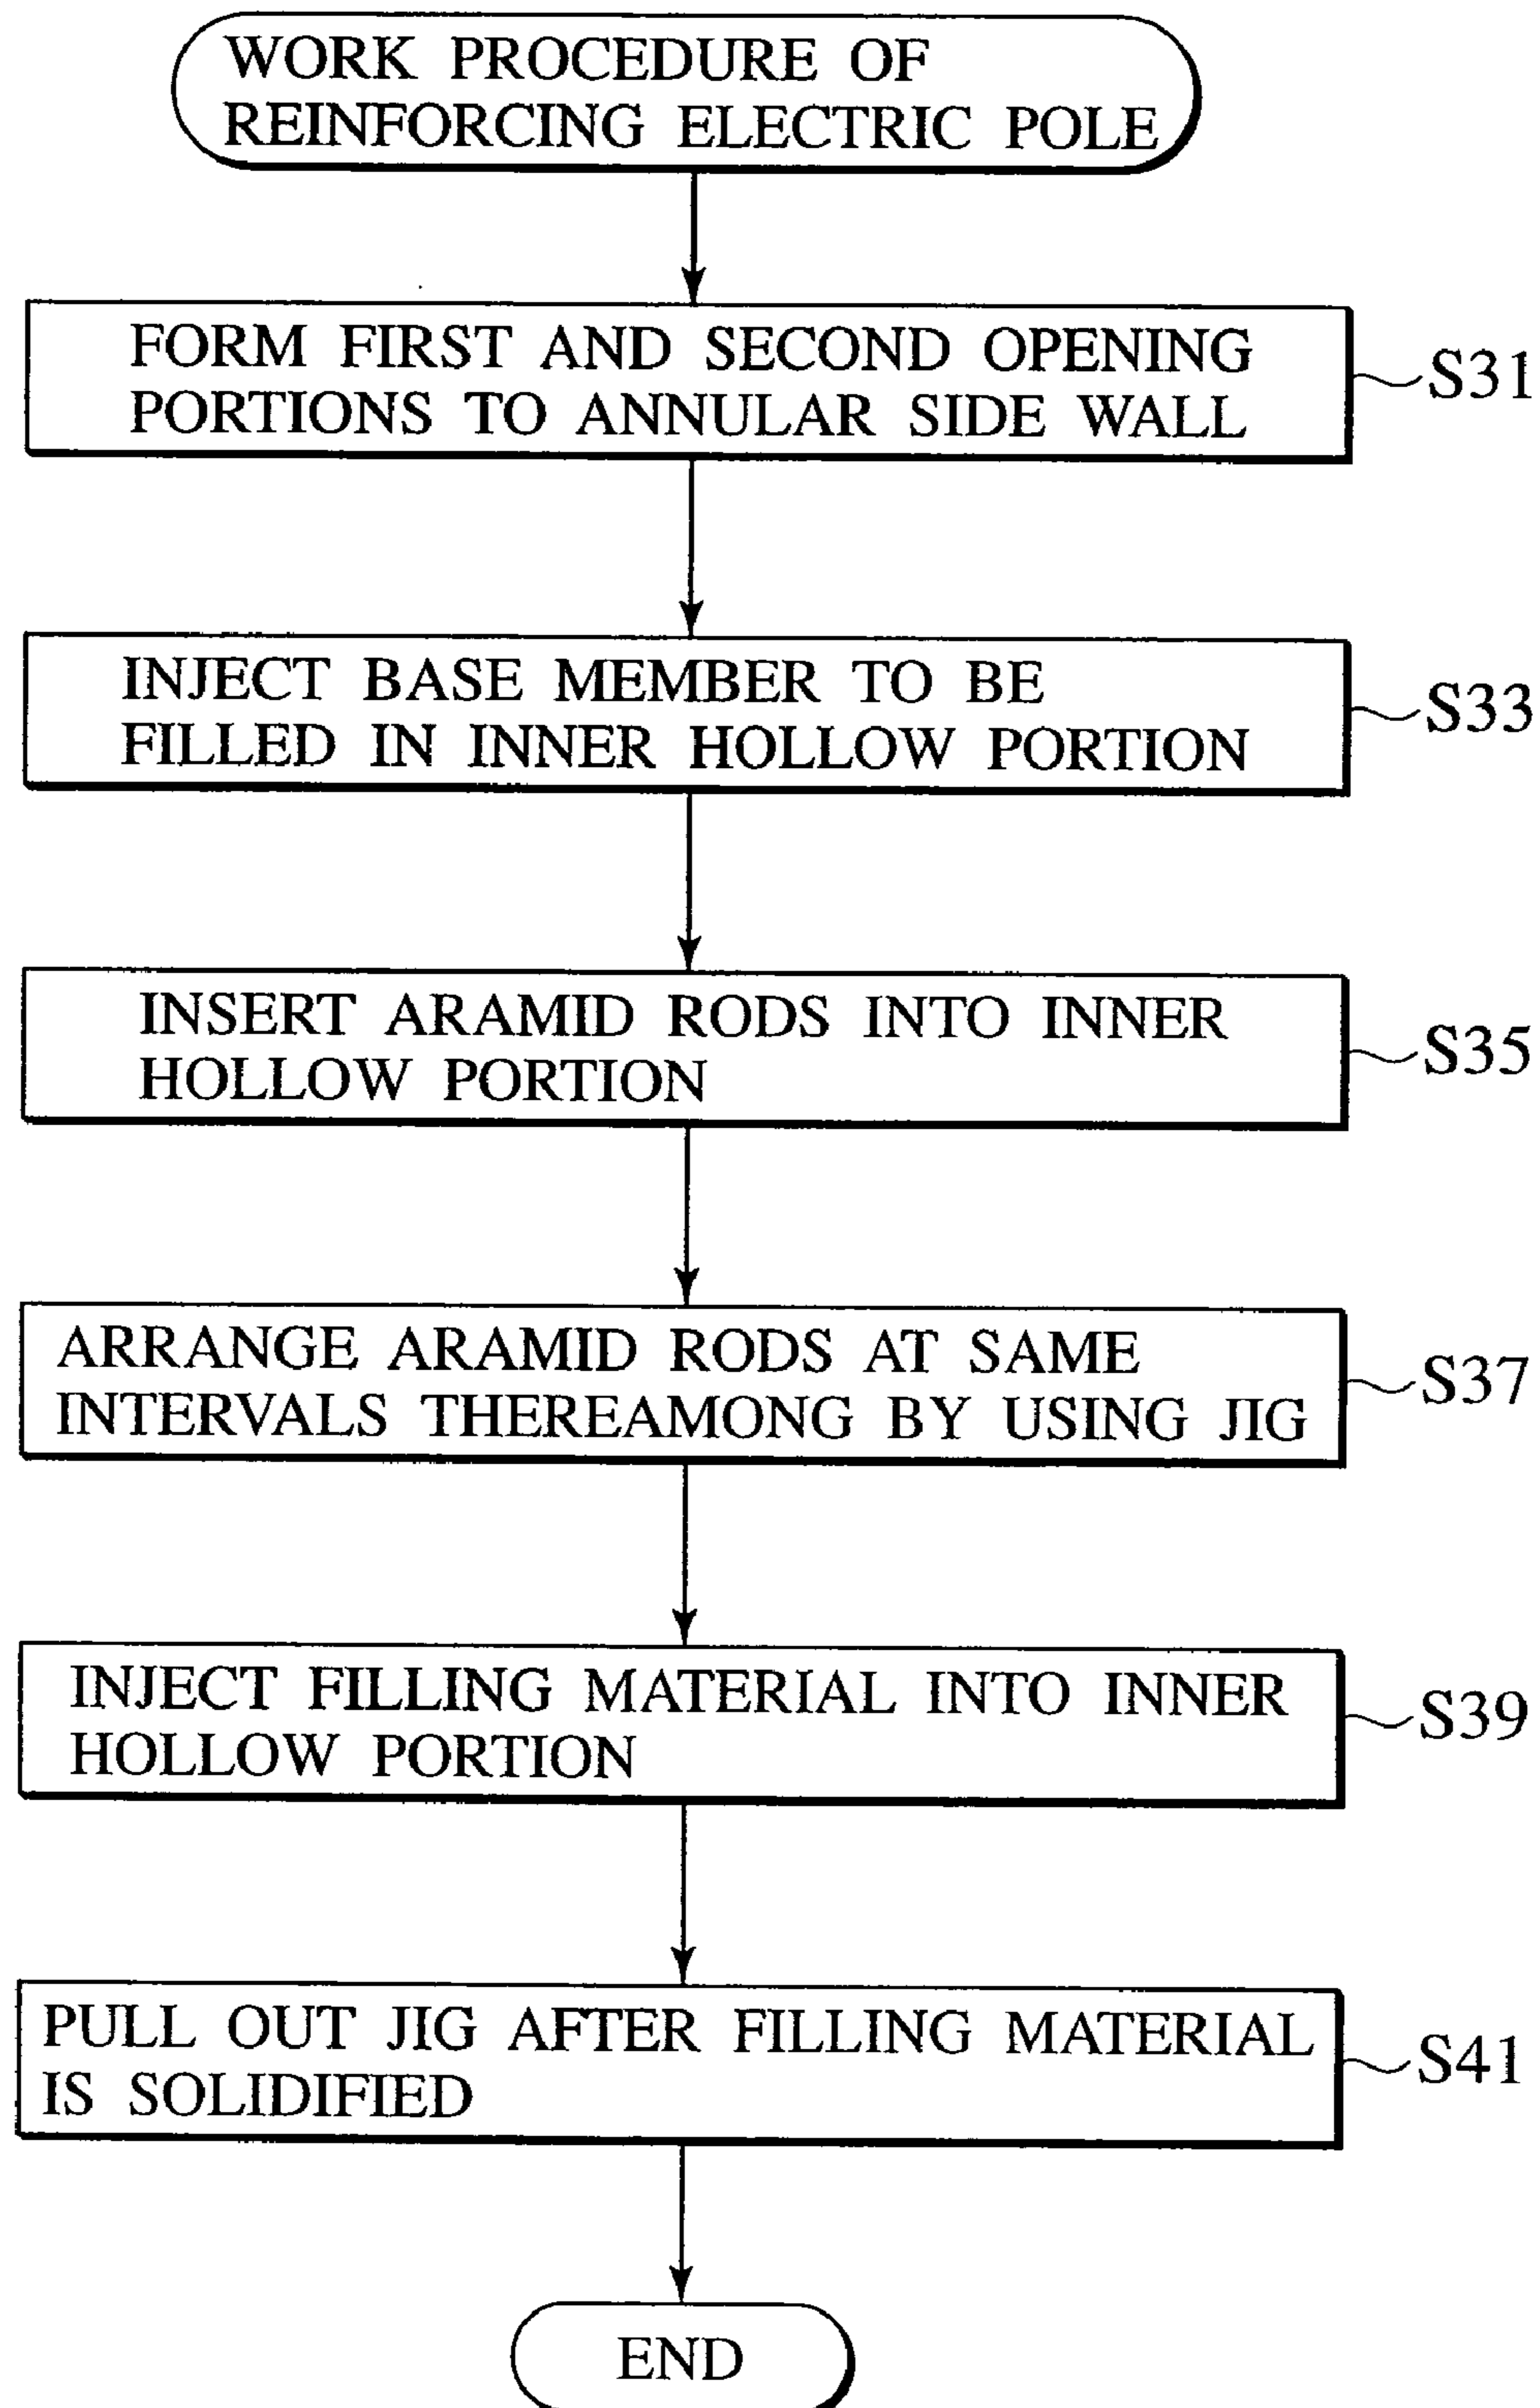 WORK PROCEDURE OF
REINFORCING ELECTRIC POLE
FORM FIRST AND SECOND OPENING
PORTIONS TO ANNULAR SIDE WALL
S31
INJECT BASE MEMBER TO BE
FILLED IN INNER HOLLOW PORTION
S33
INSERT ARAMID RODS INTO INNER
HOLLOW PORTION
S35
ARRANGE ARAMID RODS AT SAME
INTERVALS THEREAMONG BY USING JIG
S37
INJECT FILLING MATERIAL INTO INNER
HOLLOW PORTION
S39
PULL OUT JIG AFTER FILLING MATERIAL
IS SOLIDIFIED
S41
END